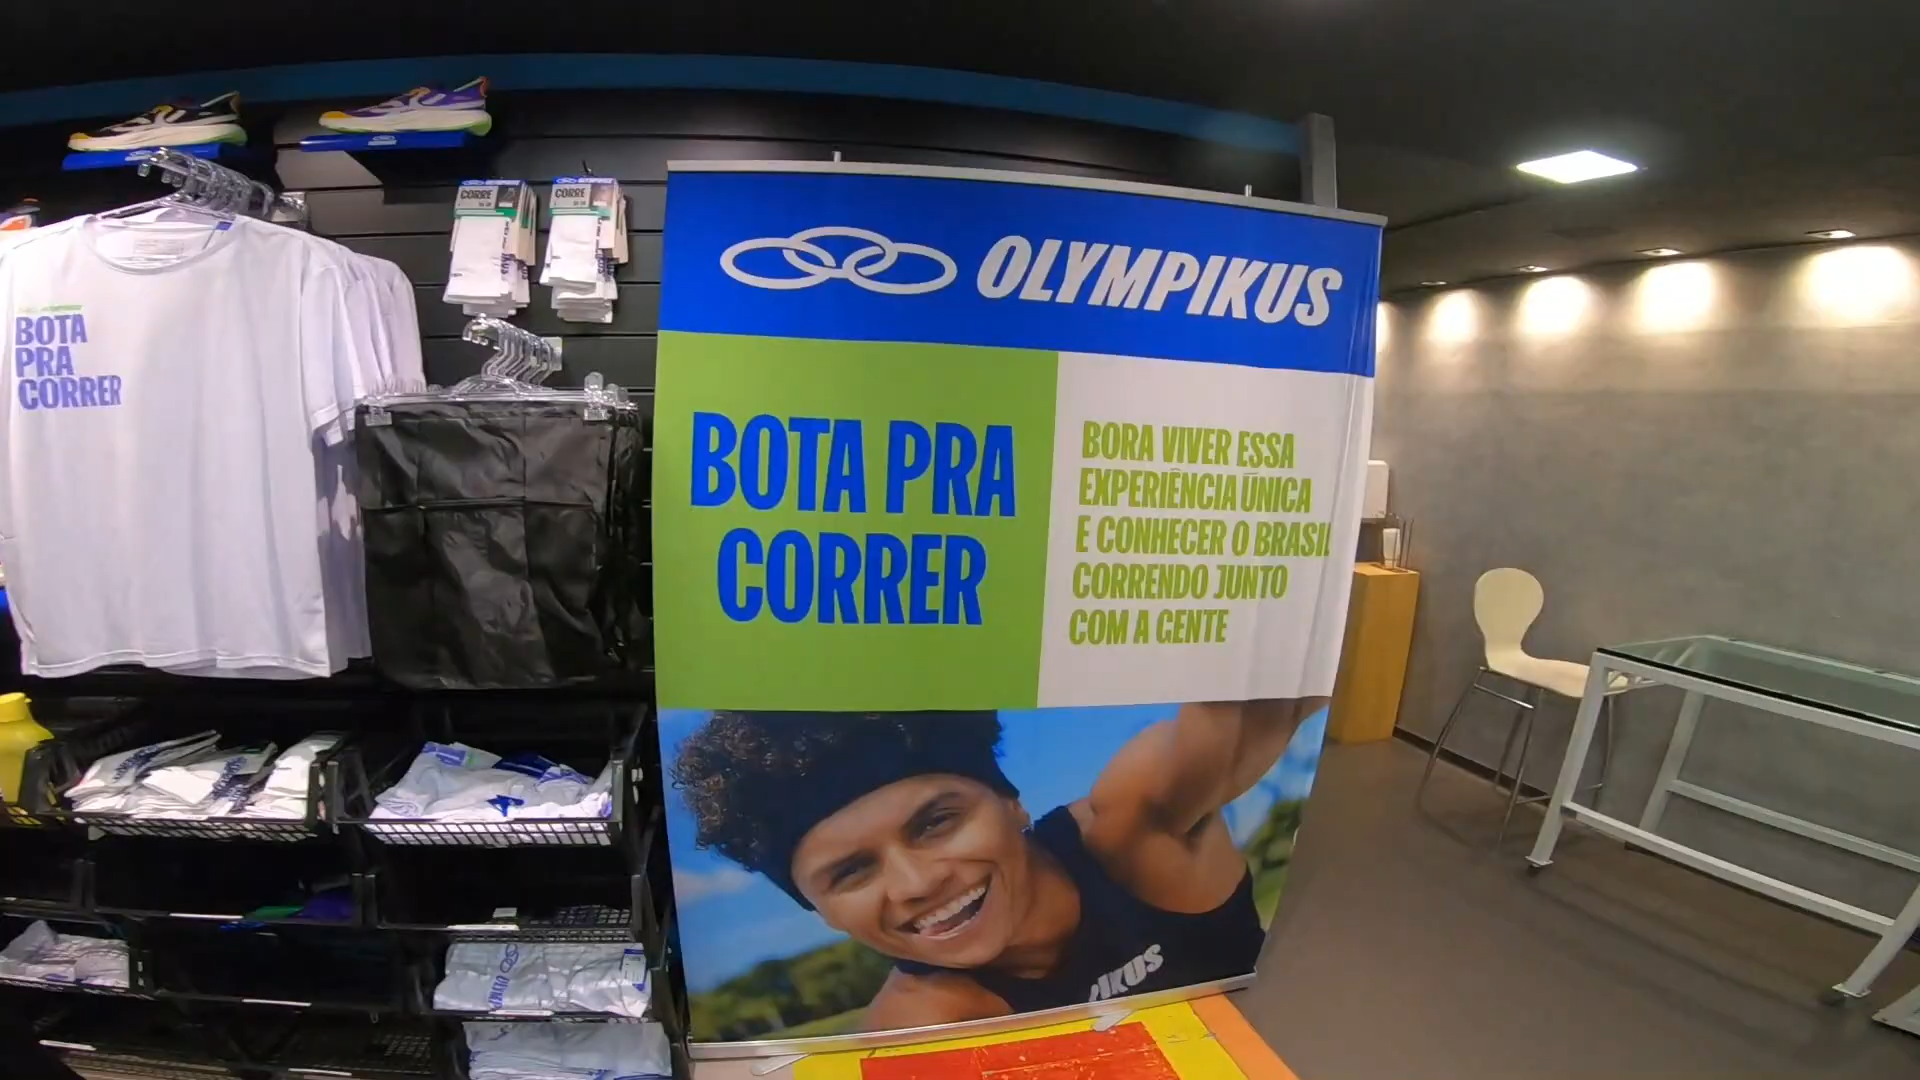 BOTA
PRA
CORRER
CORRE
CORRE
OLYMPIKUS
BOTA PRA
CORRER
BORA VIVER ESSA
EXPERIÊNCIA ÚNICA
E CONHECER O BRASIL
CORRENDO JUNTO
COM A GENTE
PIKUS